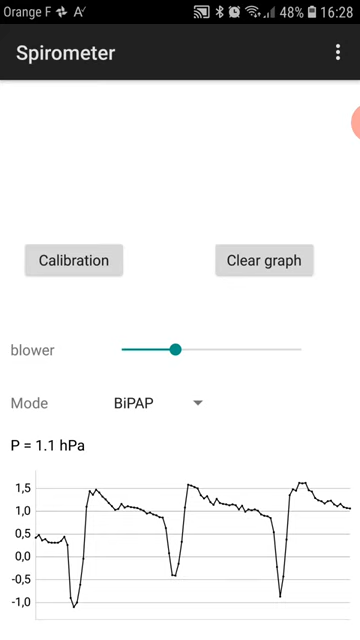 Orange F 48% 16:28
Spirometer
Calibration Clear graph
blower
Mode BiPAP
P = 1.1 hPa
1,5
1,0
0,5
0,0
-0,5
-1,0